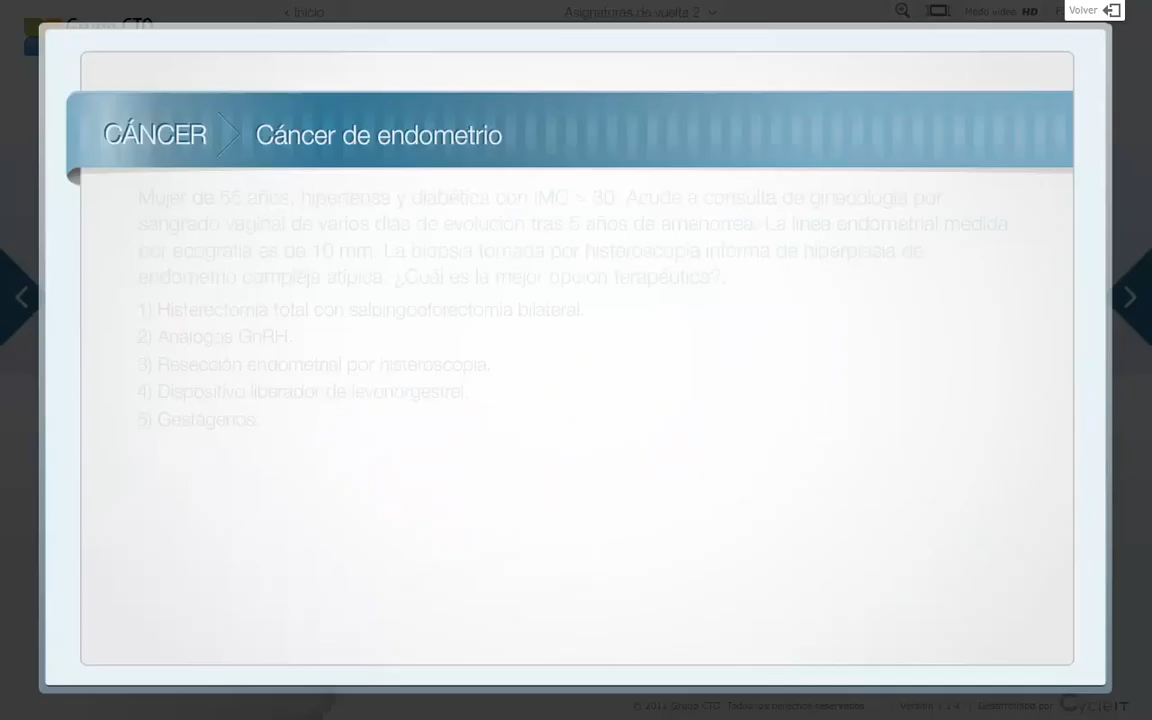 ‹ Inicio
Asignaturas de vuelta 2
Modo video HD
Volver
Grupo CTO
CÁNCER
Cáncer de endometrio
Mujer de 55 años, hipertensa y diabética con IMC > 30. Acude a consulta de ginecología por
sangrado vaginal de varios días de evolución tras 5 años de amenorrea. La línea endometrial medida
por ecografía es de 10 mm. La biopsia tomada por histeroscopia informa de hiperplasia de
endometrio compleja atípica. ¿Cuál es la mejor opción terapéutica?.
1) Histerectomía total con salpingooforectomía bilateral.
2) Análogos GnRH.
3) Resección endometrial por histeroscopia.
4) Dispositivo liberador de levonorgestrel.
5) Gestágenos.
Grupo CTO. Todos los derechos reservados
CycleIT